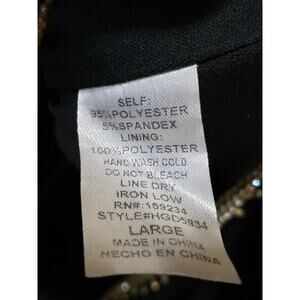 SELF:
95%POLYESTER
5%SPANDEX
LINING:
100%POLYESTER
HAND WASH COLD
DO NOT BLEACH
LINE DRY
IRON LOW
RN#:159234
STYLE#HGD5934
LARGE
MADE IN CHINA
HECHO EN CHINA